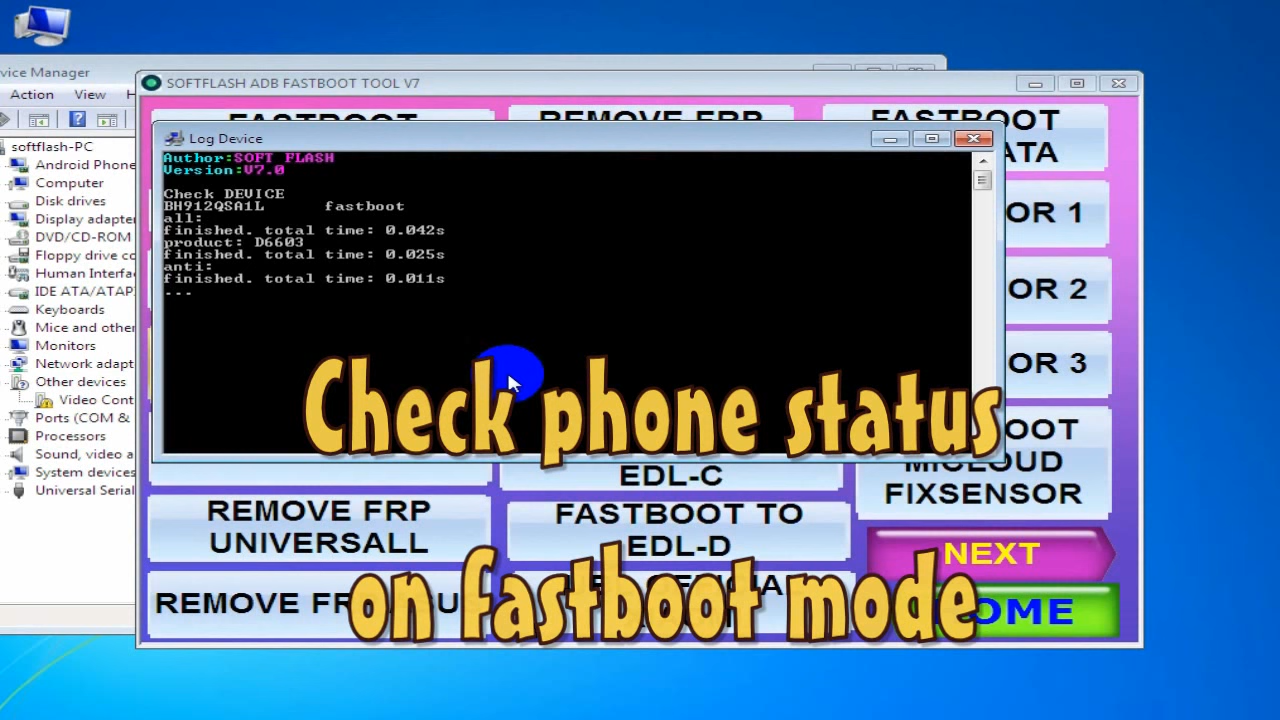 vice Manager
Action View H
softflash-PC
Android Phone
Computer
Disk drives
Display adapte
DVD/CD-ROM
Floppy drive co
Human Interfa
IDE ATA/ATAPI
Keyboards
Mice and other
Monitors
Network adapt
Other devices
Video Cont
Ports (COM &
Processors
Sound, video a
System devices
Universal Serial
SOFTFLASH ADB FASTBOOT TOOL V7
FASTBOOT
REMOVE FRP
FASTBOOT
ATA
Log Device
Author:SOFT FLASH
Version:V7.0
Check DEVICE
BH912QSA1L fastboot
all:
finished. total time: 0.042s
product: D6603
finished. total time: 0.025s
anti:
finished. total time: 0.011s
...
OR 1
OR 2
OR 3
OOT
MICLOUD
FIXSENSOR
EDL-C
REMOVE FRP
UNIVERSALL
FASTBOOT TO
EDL-D
REMOVE FR
NEXT
OME
Check phone status
on fastboot mode